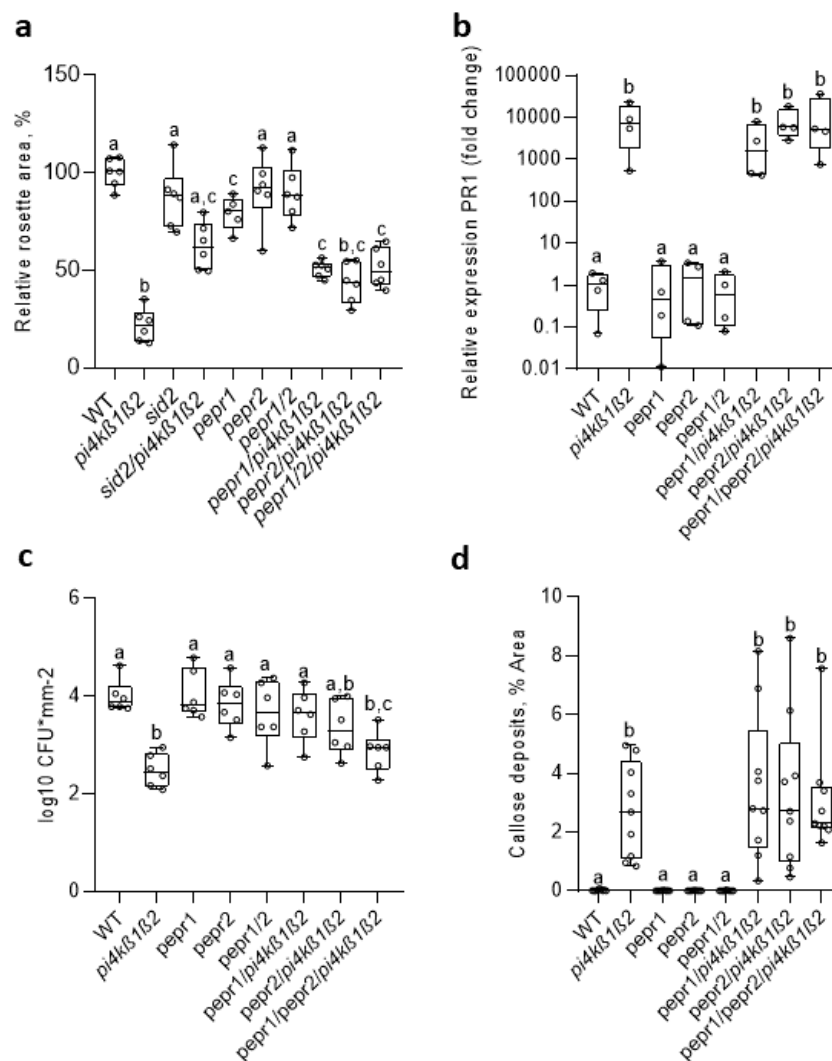 a
Relative rosette area, %
150
100
50
0
a
b
a
a,c
c
a
a
c
b,c
c
WT
pi4kß1ß2
sid2
sid2/pi4kß1ß2
pepr1
pepr2
pepr1/2
pepr1/pi4kß1ß2
pepr2/pi4kß1ß2
pepr1/2/pi4kß1ß2
b
Relative expression PR1 (fold change)
100000
10000
1000
100
10
1
0.1
0.01
a
b
a
a
a
b
b
b
WT
pi4kß1ß2
pepr1
pepr2
pepr1/2
pepr1/pi4kß1ß2
pepr2/pi4kß1ß2
pepr1/pepr2/pi4kß1ß2
c
log10 CFU*mm-2
6
4
2
0
a
b
a
a
a
a
a,b
b,c
WT
pi4kß1ß2
pepr1
pepr2
pepr1/2
pepr1/pi4kß1ß2
pepr2/pi4kß1ß2
pepr1/pepr2/pi4kß1ß2
d
Callose deposits, % Area
10
8
6
4
2
0
a
b
a
a
a
b
b
b
WT
pi4kß1ß2
pepr1
pepr2
pepr1/2
pepr1/pi4kß1ß2
pepr2/pi4kß1ß2
pepr1/pepr2/pi4kß1ß2